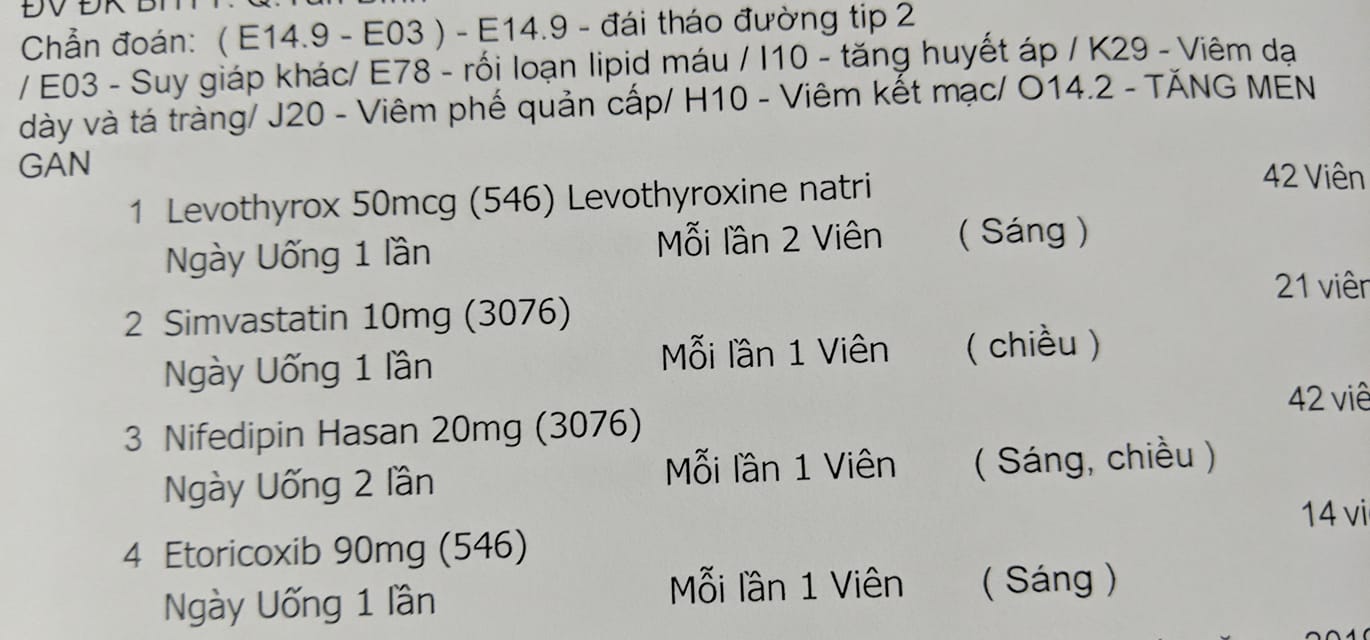 Chẩn đoán: ( E14.9 - E03 ) - E14.9 - đái tháo đường tip 2
/ E03 - Suy giáp khác/ E78 - rối loạn lipid máu / I10 - tăng huyết áp / K29 - Viêm dạ
dày và tá tràng/ J20 - Viêm phế quản cấp/ H10 - Viêm kết mạc/ O14.2 - TĂNG MEN
GAN
1 Levothyrox 50mcg (546) Levothyroxine natri 42 Viên
Ngày Uống 1 lần Mỗi lần 2 Viên ( Sáng )
2 Simvastatin 10mg (3076) 21 viên
Ngày Uống 1 lần Mỗi lần 1 Viên ( chiều )
3 Nifedipin Hasan 20mg (3076) 42 viê
Ngày Uống 2 lần Mỗi lần 1 Viên ( Sáng, chiều )
4 Etoricoxib 90mg (546) 14 vi
Ngày Uống 1 lần Mỗi lần 1 Viên ( Sáng )